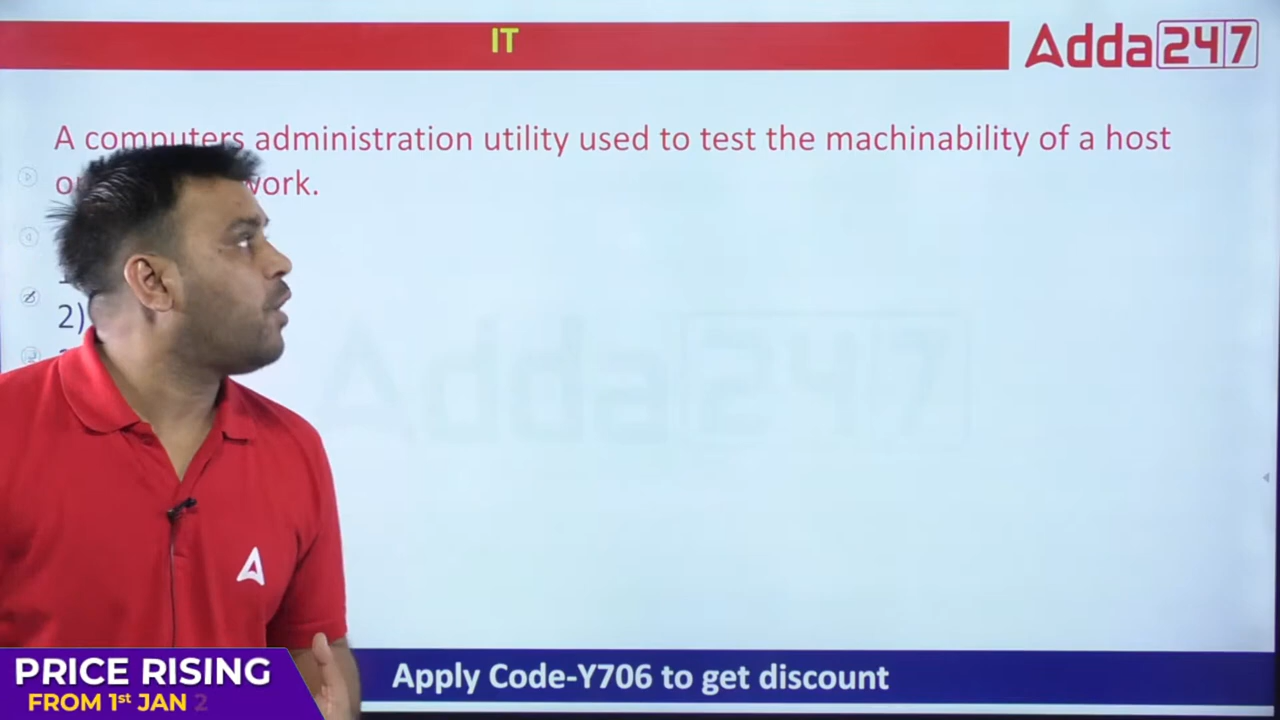 IT
Adda247
A computers administration utility used to test the machinability of a host
2)
Adda247
PRICE RISING
FROM 1st JAN 2
Apply Code-Y706 to get discount